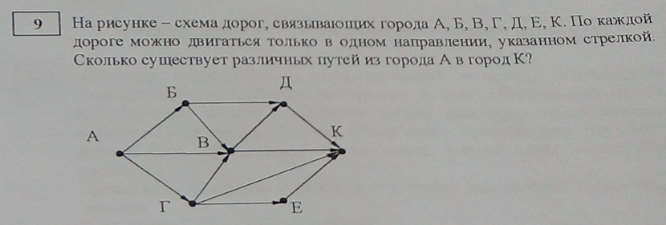 9
На рисунке – схема дорог, связывающих города А, Б, В, Г, Д, Е, К. По каждой
дороге можно двигаться только в одном направлении, указанном стрелкой.
Сколько существует различных путей из города А в город К?
Д
Б
К
А
В
Г
Е